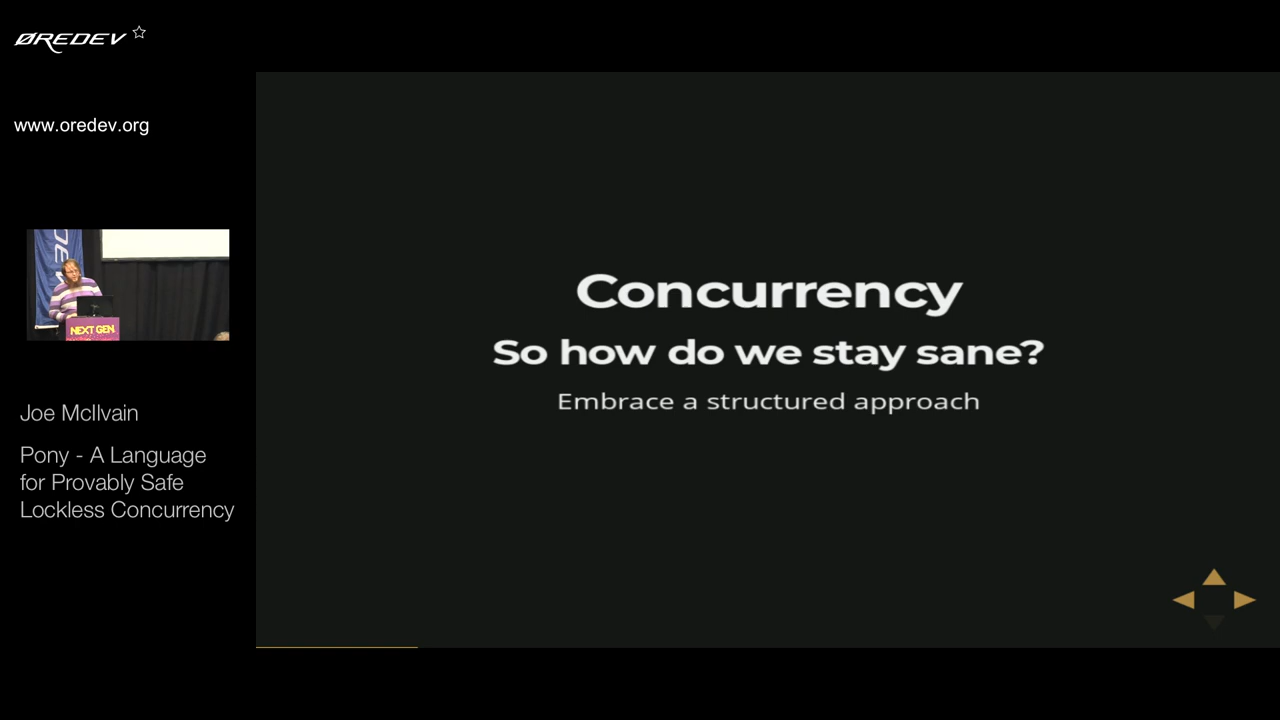 ØREDEV
www.oredev.org
NEXT GEN.
Joe McIlvain
Pony - A Language
for Provably Safe
Lockless Concurrency
Concurrency
So how do we stay sane?
Embrace a structured approach